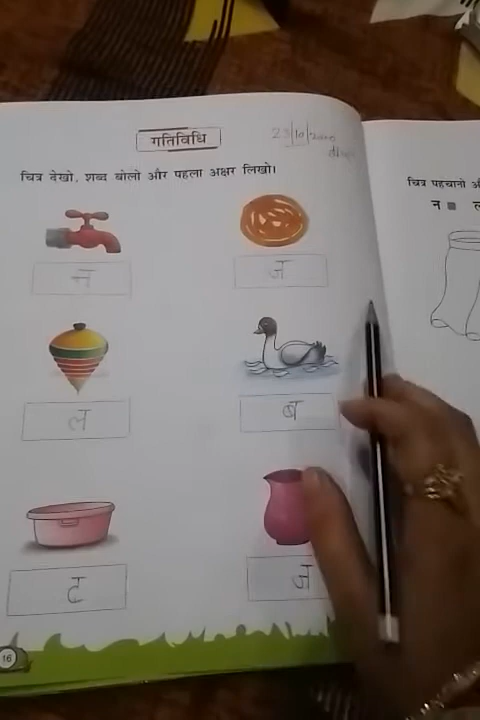 गतिविधि
23/10/2020
चित्र देखो, शब्द बोलो और पहला अक्षर लिखो।
न
ज
ल
ब
ट
ज
16
चित्र पहचानो
न